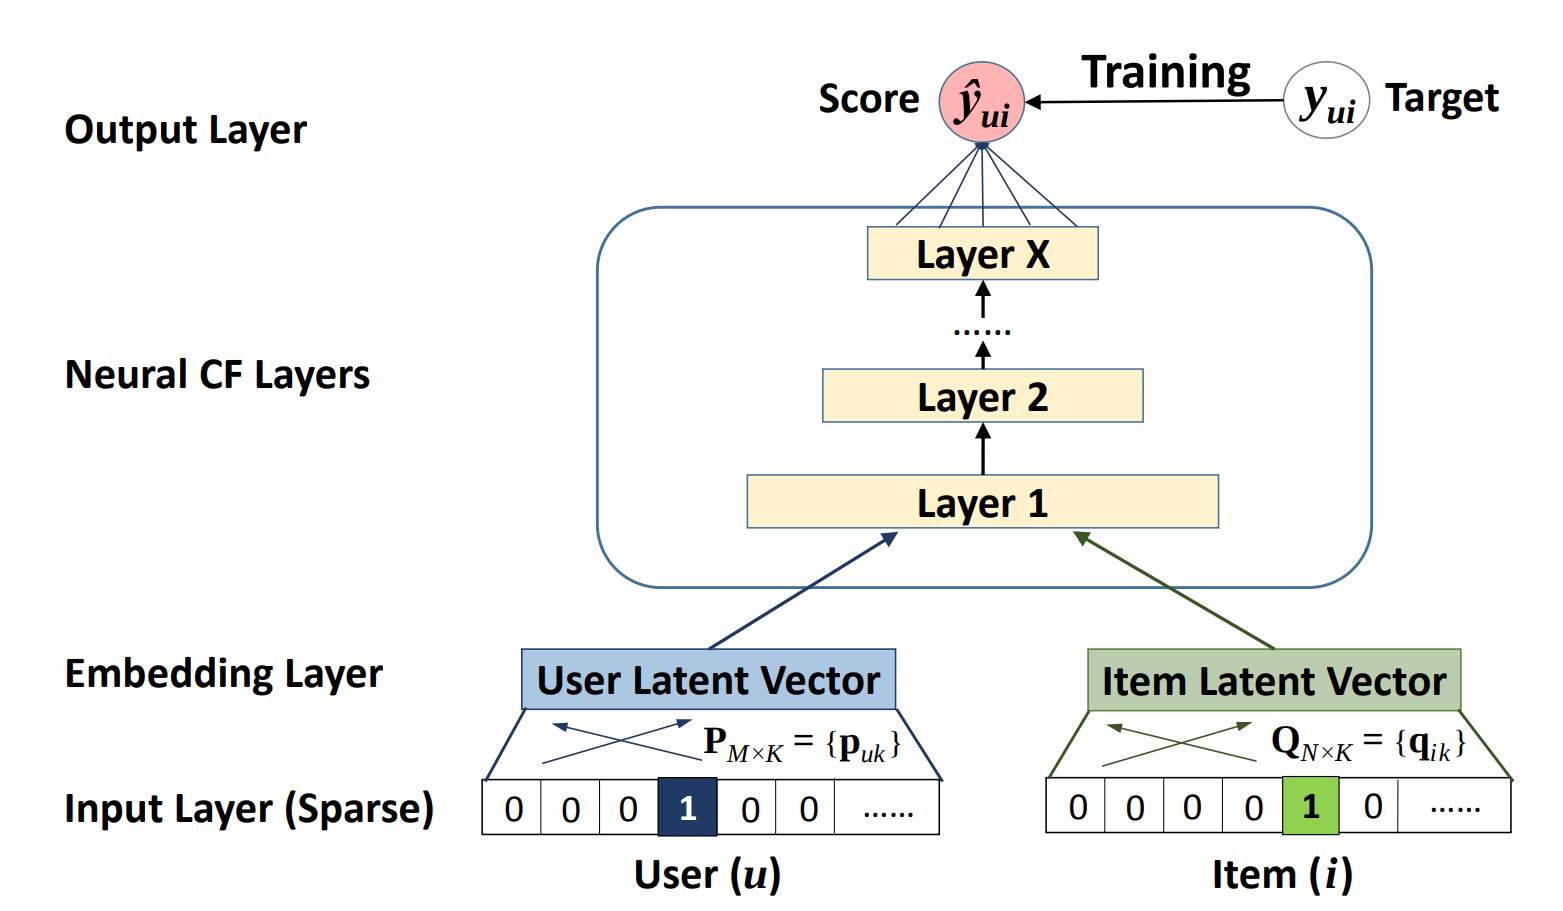 Output Layer
Score
ŷui
Training
yui
Target
Neural CF Layers
Layer X
......
Layer 2
Layer 1
Embedding Layer
User Latent Vector
Item Latent Vector
P M×K = {puk}
Q N×K = {qik}
Input Layer (Sparse)
0 0 0 1 0 0 ......
0 0 0 0 1 0 ......
User (u)
Item (i)